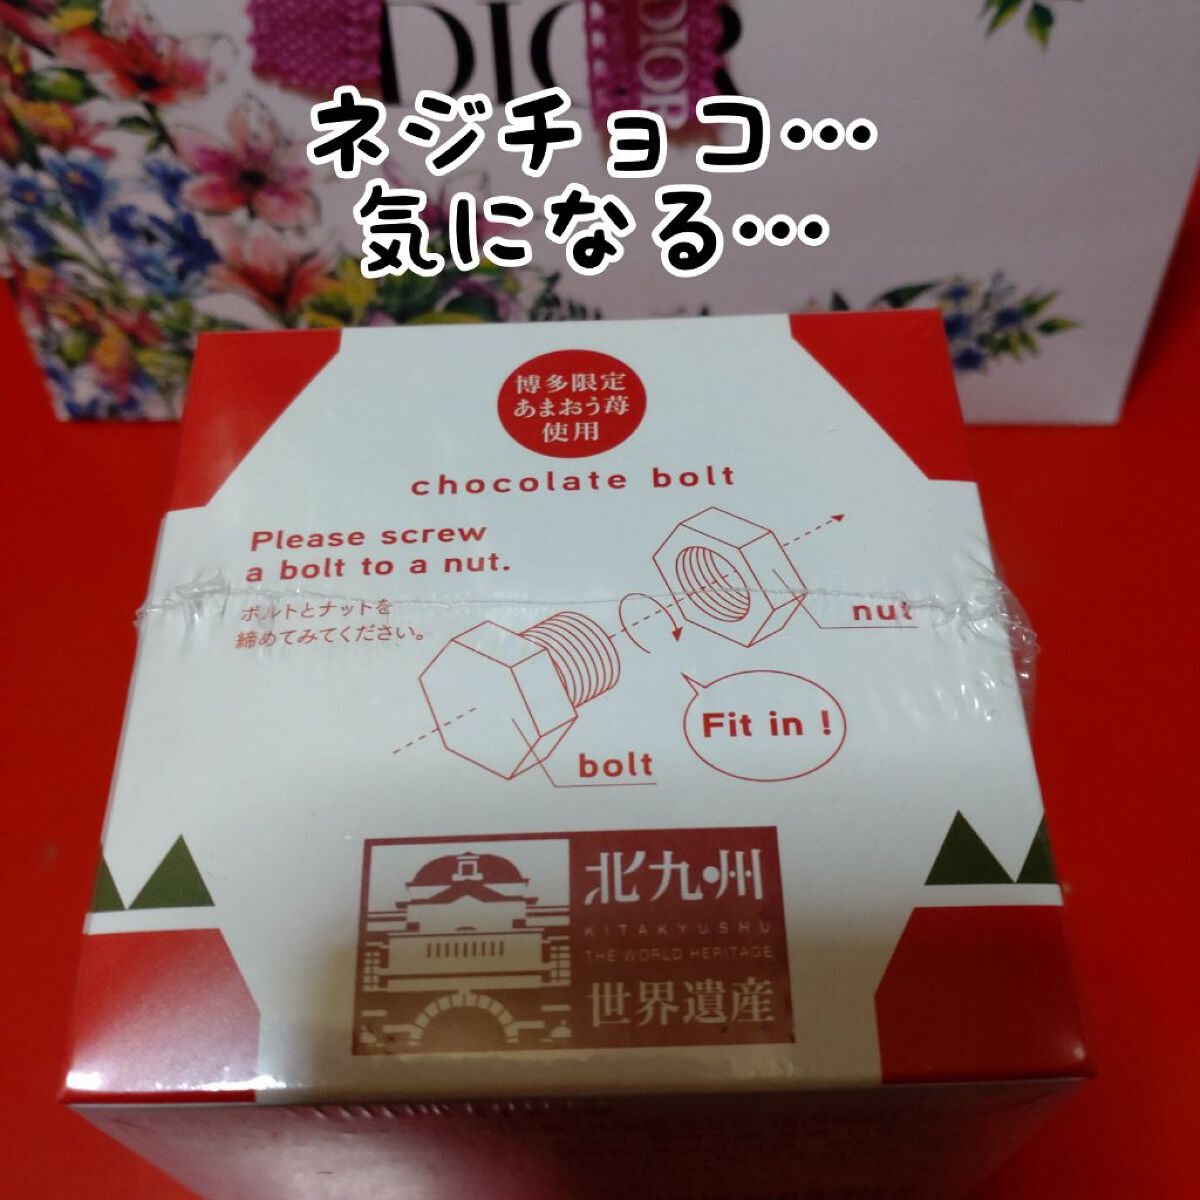 DIOR
DIOR
ネジチョコ…
気になる…
博多限定
あまおう苺
使用
chocolate bolt
Please screw
a bolt to a nut.
ボルトとナットを
締めてみてください。
nut
Fit in !
bolt
北九州
KITAKYUSHU
THE WORLD HERITAGE
世界遺産